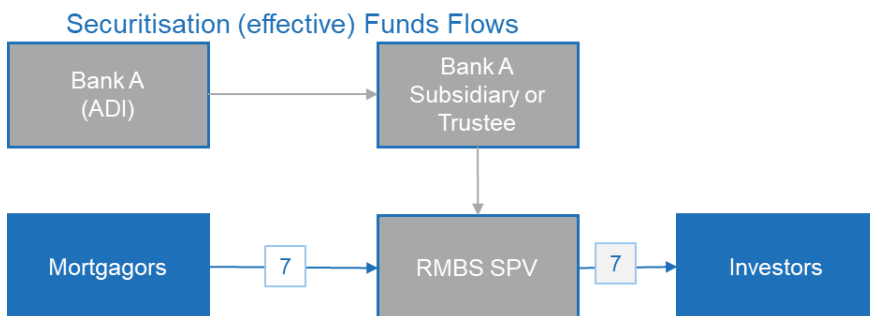 Securitisation (effective) Funds Flows
Bank A
(ADI)
Bank A
Subsidiary or
Trustee
Mortgagors
7
RMBS SPV
7
Investors